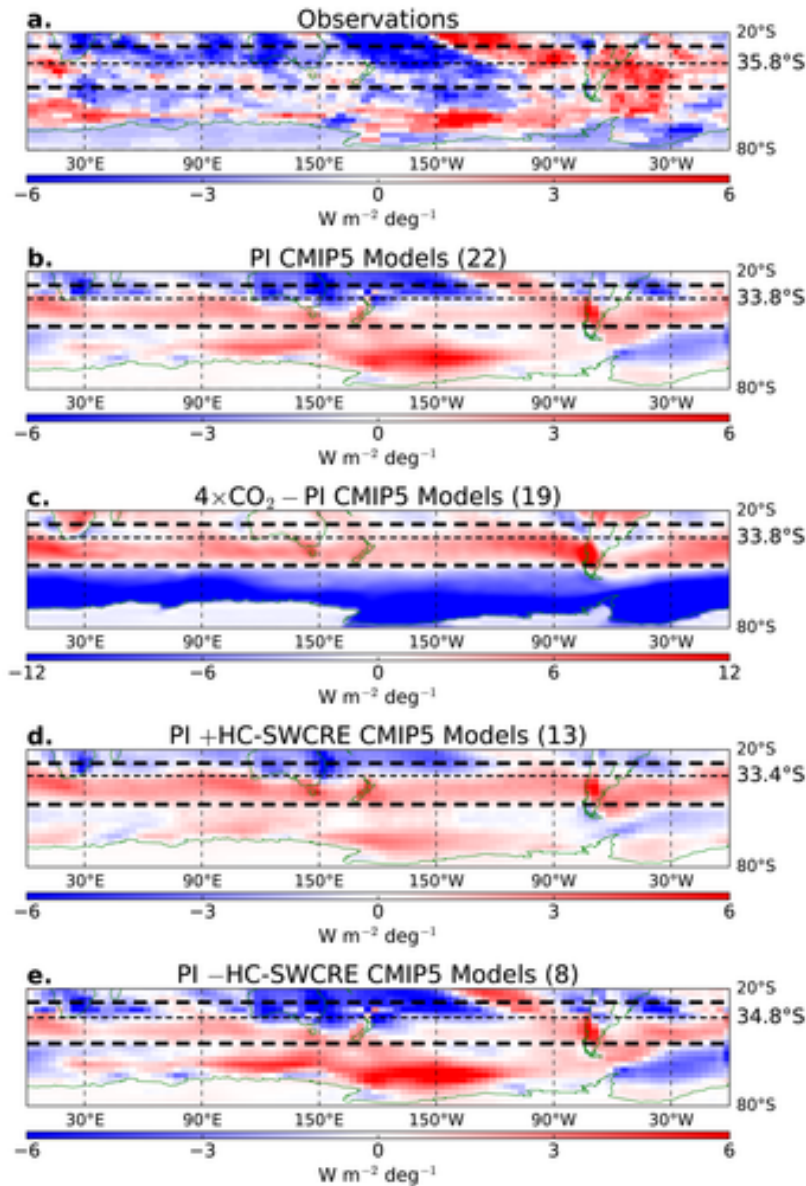 a. Observations
20°S
35.8°S
80°S
30°E 90°E 150°E 150°W 90°W 30°W
−6 −3 0 3 6
W m⁻² deg⁻¹
b. PI CMIP5 Models (22)
20°S
33.8°S
80°S
30°E 90°E 150°E 150°W 90°W 30°W
−6 −3 0 3 6
W m⁻² deg⁻¹
c. 4×CO₂ − PI CMIP5 Models (19)
20°S
33.8°S
80°S
30°E 90°E 150°E 150°W 90°W 30°W
−12 −6 0 6 12
W m⁻² deg⁻¹
d. PI +HC-SWCRE CMIP5 Models (13)
20°S
33.4°S
80°S
30°E 90°E 150°E 150°W 90°W 30°W
−6 −3 0 3 6
W m⁻² deg⁻¹
e. PI −HC-SWCRE CMIP5 Models (8)
20°S
34.8°S
80°S
30°E 90°E 150°E 150°W 90°W 30°W
−6 −3 0 3 6
W m⁻² deg⁻¹